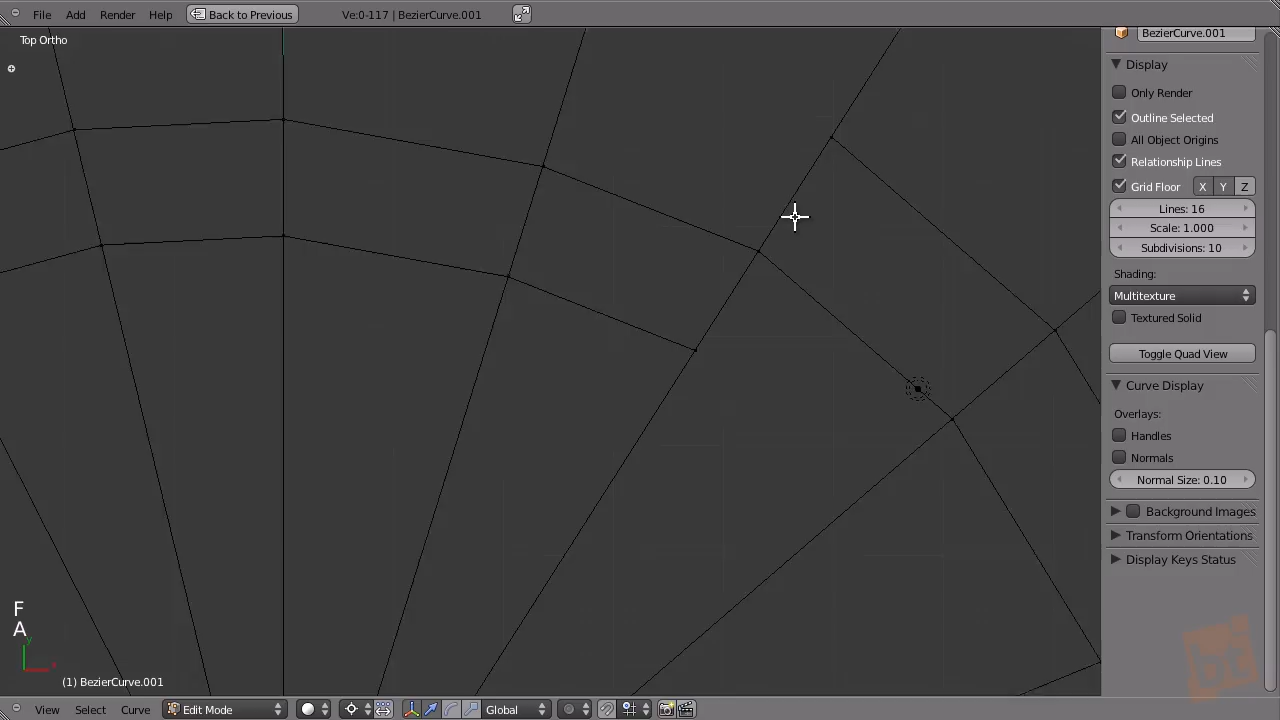 File Add Render Help Back to Previous Ve:0-117 | BezierCurve.001
Top Ortho
BezierCurve.001
Display
Only Render
Outline Selected
All Object Origins
Relationship Lines
Grid Floor X Y Z
Lines: 16
Scale: 1.000
Subdivisions: 10
Shading:
Multitexture
Textured Solid
Toggle Quad View
Curve Display
Overlays:
Handles
Normals
Normal Size: 0.10
Background Images
Transform Orientations
Display Keys Status
F
A
y
x
(1) BezierCurve.001
bt
View Select Curve Edit Mode Global